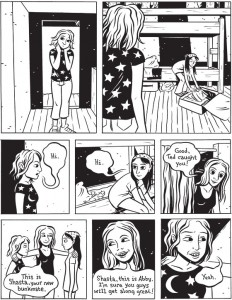 Hi.
Hi.
Good,
Ted caught
you!
This is
Shasta, your new
bunkmate.
Shasta, this is Abby.
I'm sure you guys
will get along great!
Yeah.